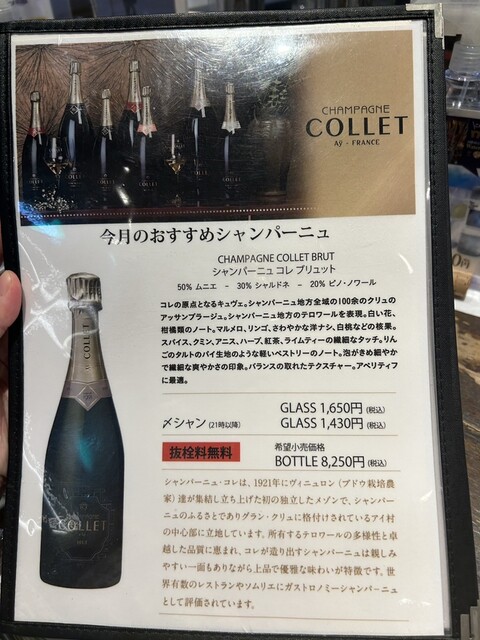 CHAMPAGNE
COLLET
Aÿ - FRANCE
今月のおすすめシャンパーニュ
CHAMPAGNE COLLET BRUT
シャンパーニュ コレ ブリュット
50% ムニエ － 30% シャルドネ － 20% ピノ・ノワール
コレの原点となるキュヴェ。シャンパーニュ地方全域の100余のクリュの
アッサンブラージュ。シャンパーニュ地方のテロワールを表現。白い花、
柑橘類のノート。マルメロ、リンゴ、さわやかな洋ナシ、白桃などの核果。
スパイス、クミン、アニス、ハーブ、紅茶、ライムティーの繊細なタッチ。りん
ごのタルトのパイ生地のような軽いペストリーのノート。泡がきめ細やか
で繊細な爽やかさの印象。バランスの取れたテクスチャー。アペリティフ
に最適。
GLASS 1,650円 (税込)
〆シャン (21時以降) GLASS 1,430円 (税込)
抜栓料無料 希望小売価格
BOTTLE 8,250円 (税込)
シャンパーニュ・コレは、1921年にヴィニュロン（ブドウ栽培農
家）達が集結し立ち上げた初の独立したメゾンで、シャンパー
ニュのふるさとでありグラン・クリュに格付けされているアイ村
の中心部に立地しています。所有するテロワールの多様性と卓
越した品質に恵まれ、コレが造り出すシャンパーニュは親しみ
やすい一面もありながら上品で優雅な味わいが特徴です。世
界有数のレストランやソムリエにガストロノミーシャンパーニュ
として評価されています。
COLLET